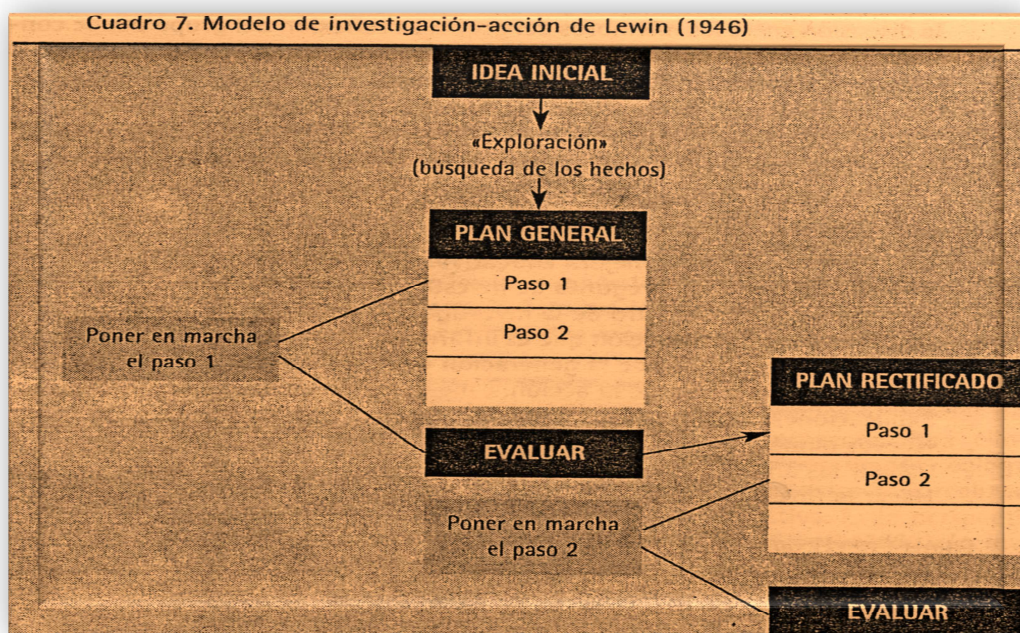 Cuadro 7. Modelo de investigación-acción de Lewin (1946)
IDEA INICIAL
«Exploración»
(búsqueda de los hechos)
PLAN GENERAL
Paso 1
Paso 2
Poner en marcha
el paso 1
EVALUAR
PLAN RECTIFICADO
Paso 1
Paso 2
Poner en marcha
el paso 2
EVALUAR